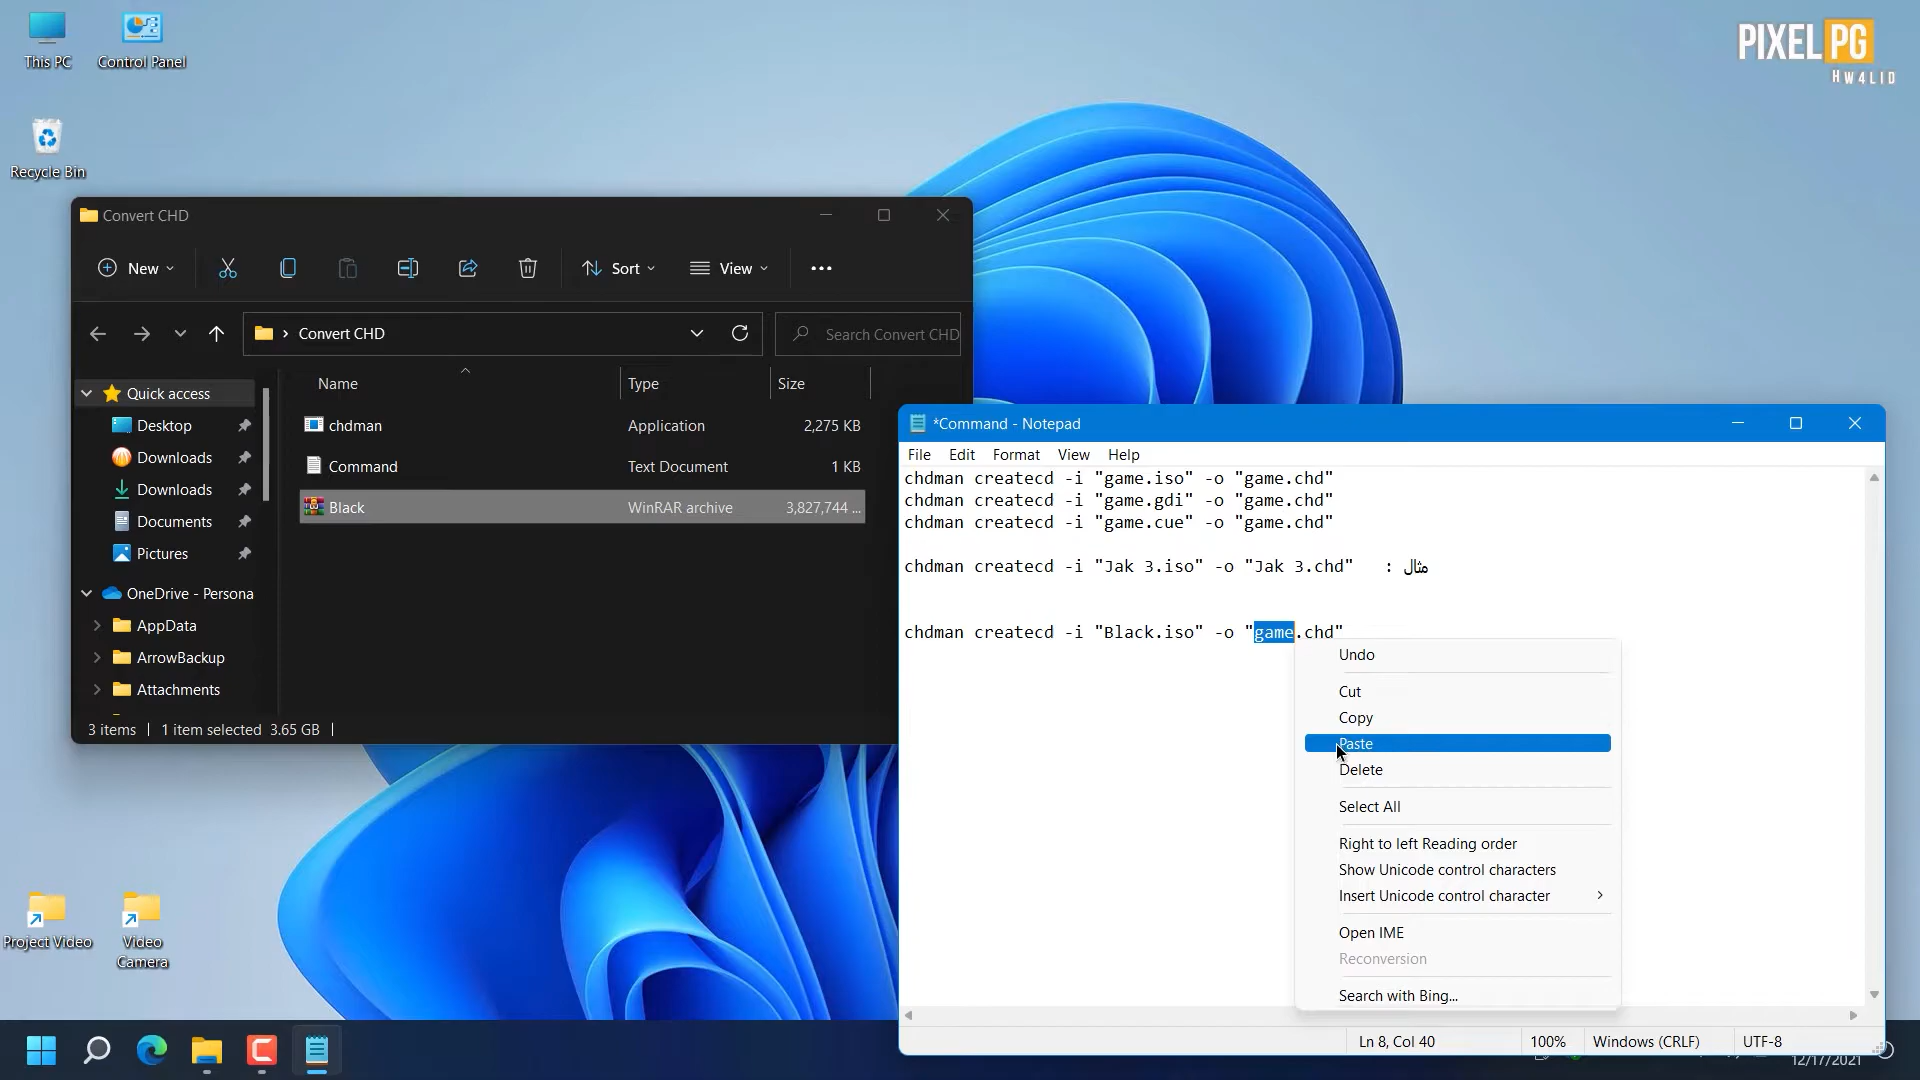 This PC
Control Panel
PIXEL PG
HW4LID
Recycle Bin
Convert CHD
New
Sort
View
Convert CHD
Search Convert CHD
Name
Type
Size
Quick access
Desktop
Downloads
Downloads
Documents
Pictures
OneDrive - Persona
AppData
ArrowBackup
Attachments
chdman Application 2,275 KB
Command Text Document 1 KB
Black WinRAR archive 3,827,744 ...
3 items
1 item selected 3.65 GB
*Command - Notepad
File Edit Format View Help
chdman createcd -i "game.iso" -o "game.chd"
chdman createcd -i "game.gdi" -o "game.chd"
chdman createcd -i "game.cue" -o "game.chd"
chdman createcd -i "Jak 3.iso" -o "Jak 3.chd" : مثال
chdman createcd -i "Black.iso" -o "game.chd"
Undo
Cut
Copy
Paste
Delete
Select All
Right to left Reading order
Show Unicode control characters
Insert Unicode control character
Open IME
Reconversion
Search with Bing...
Ln 8, Col 40
100%
Windows (CRLF)
UTF-8
Project Video
Video
Camera
12/17/2021